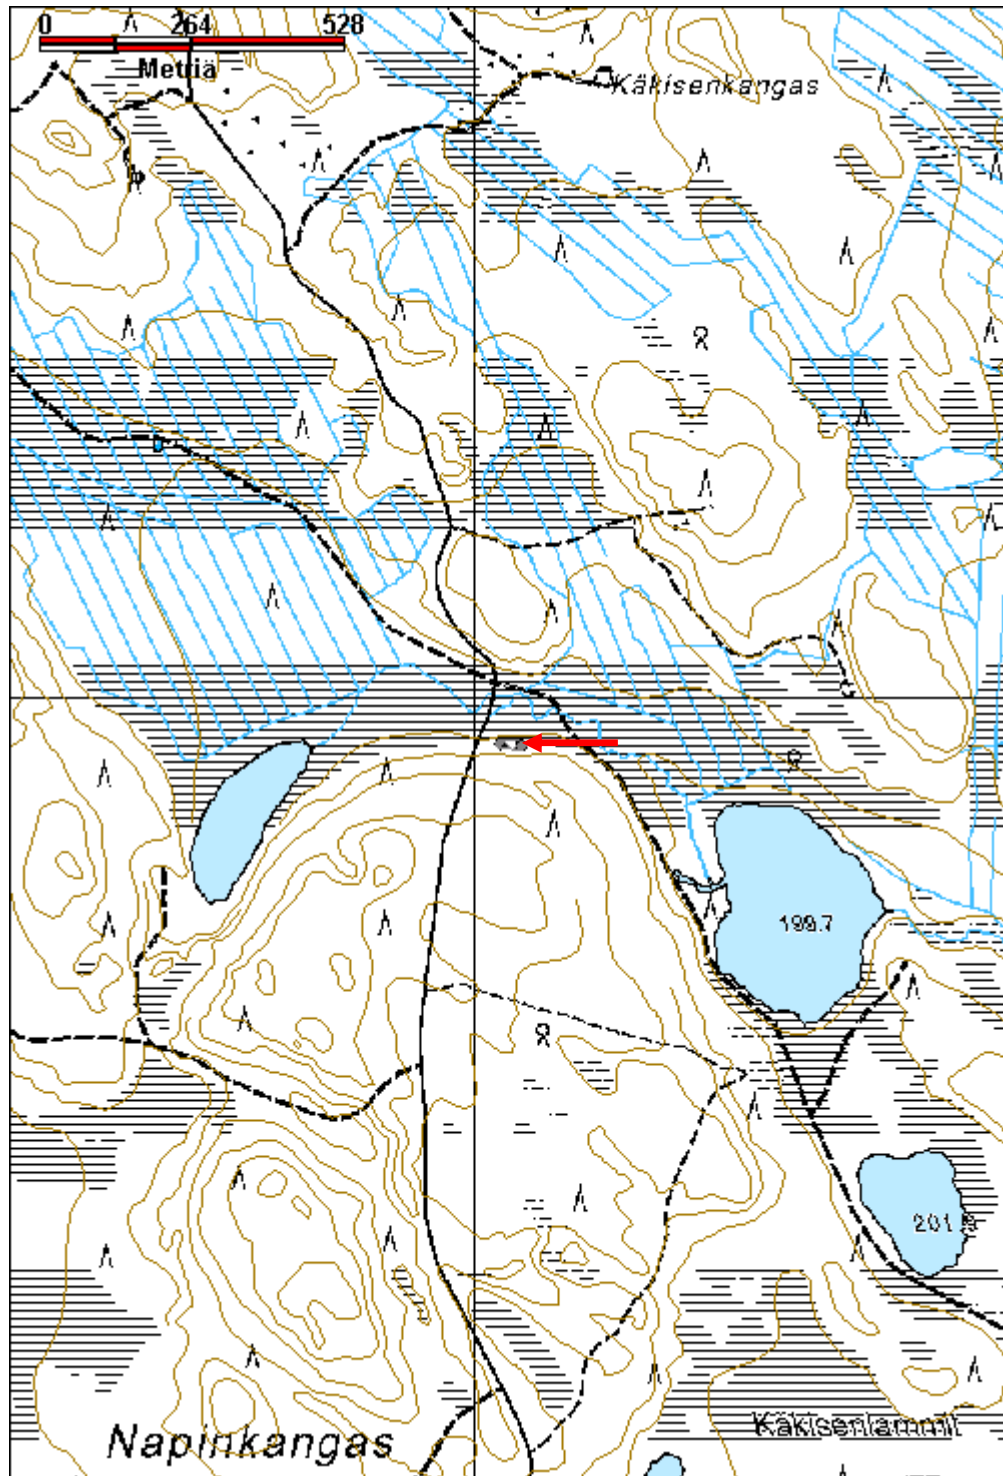 0 264 528
Metriä
Käkisenkangas
199.7
201.9
Napinkangas
Käkisenlammit